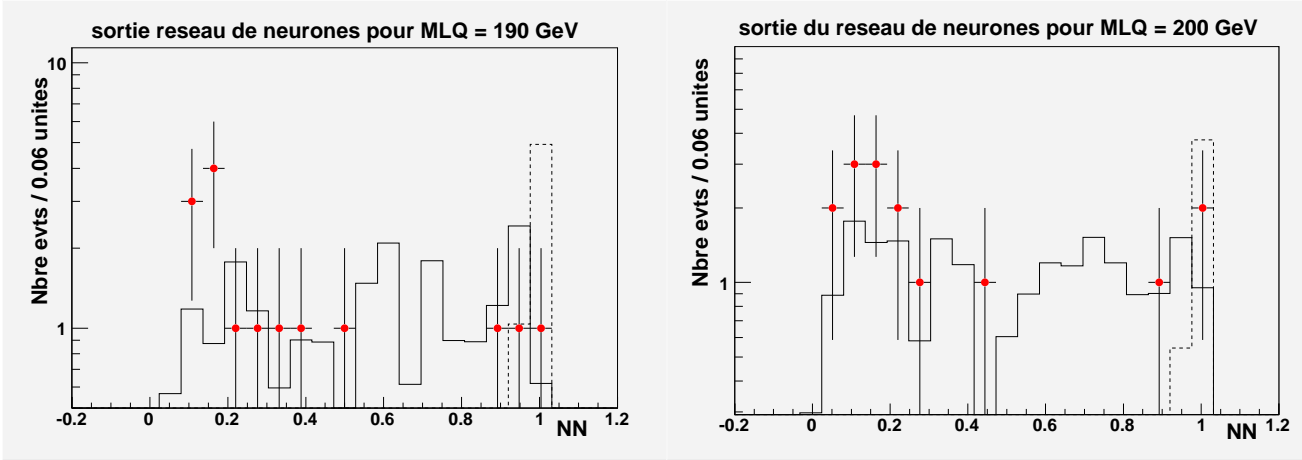 sortie reseau de neurones pour MLQ = 190 GeV
Nbre evts / 0.06 unites
10
1
-0.2 0 0.2 0.4 0.6 0.8 1 1.2
NN
sortie du reseau de neurones pour MLQ = 200 GeV
Nbre evts / 0.06 unites
1
-0.2 0 0.2 0.4 0.6 0.8 1 1.2
NN